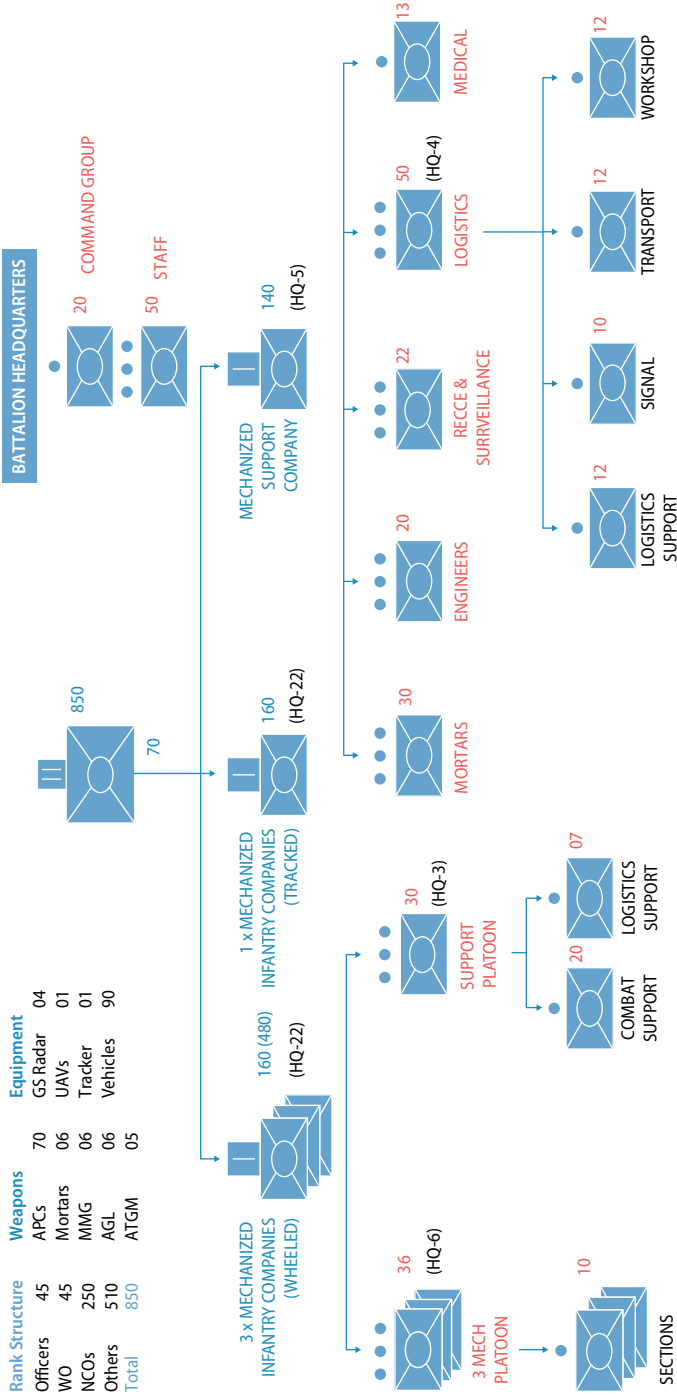 BATTALION HEADQUARTERS
Rank Structure
Officers 45
WO 45
NCOs 250
Others 510
Total 850
Weapons
APCs 70
Mortars 06
MMG 06
AGL 06
ATGM 05
Equipment
GS Radar 04
UAVs 01
Tracker 01
Vehicles 90
850
70
20
COMMAND GROUP
50
STAFF
3 x MECHANIZED
INFANTRY COMPANIES
(WHEELED)
160 (480)
(HQ-22)
1 x MECHANIZED
INFANTRY COMPANIES
(TRACKED)
160
(HQ-22)
MECHANIZED
SUPPORT
COMPANY
140
(HQ-5)
36
(HQ-6)
3 MECH
PLATOON
30
(HQ-3)
SUPPORT
PLATOON
30
MORTARS
20
ENGINEERS
22
RECCE &
SURRVEILLANCE
50
(HQ-4)
LOGISTICS
13
MEDICAL
10
SECTIONS
20
COMBAT
SUPPORT
07
LOGISTICS
SUPPORT
12
LOGISTICS
SUPPORT
10
SIGNAL
12
TRANSPORT
12
WORKSHOP